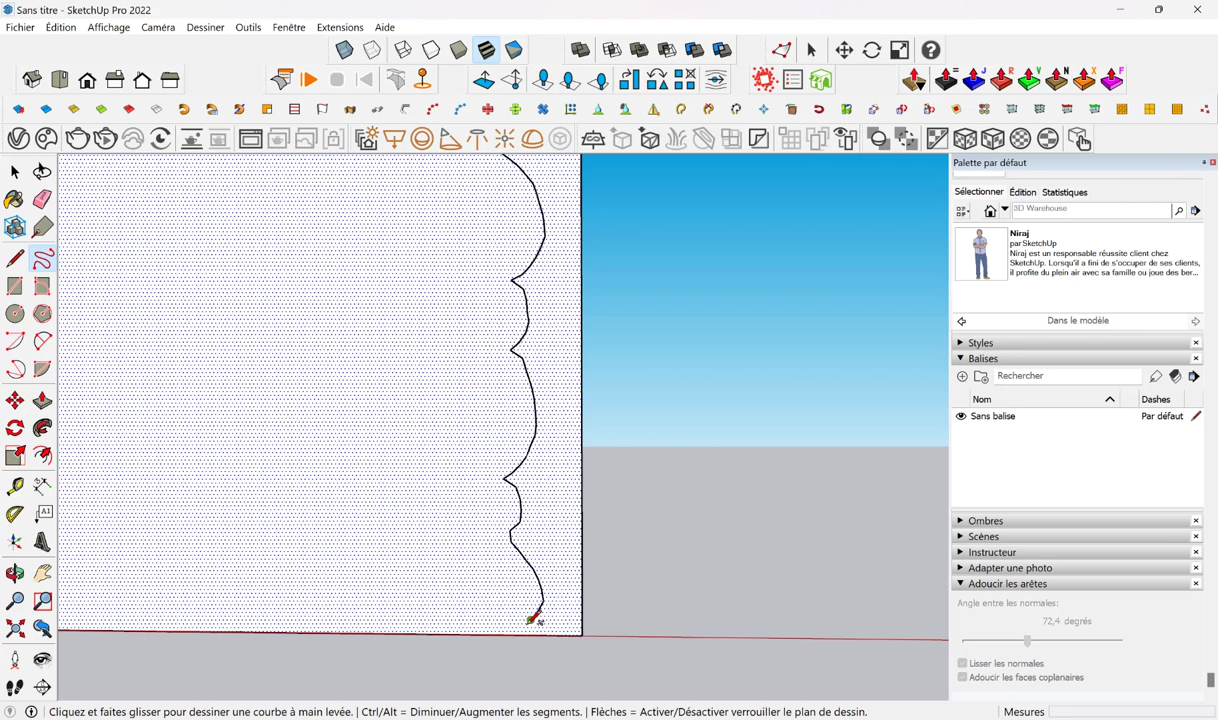 Sans titre - SketchUp Pro 2022
Fichier Édition Affichage Caméra Dessiner Outils Fenêtre Extensions Aide
J R V N X F
Palette par défaut
Sélectionner Édition Statistiques
3D Warehouse
Niraj
par SketchUp
Niraj est un responsable réussite client chez
SketchUp. Lorsqu'il a fini de s'occuper de ses clients,
il profite du plein air avec sa famille ou joue des ber...
Dans le modèle
Styles
Balises
Rechercher
Nom Dashes
Sans balise Par défaut
A1
Ombres
Scènes
Instructeur
Adapter une photo
Adoucir les arêtes
Angle entre les normales:
72,4 degrés
Lisser les normales
Adoucir les faces coplanaires
Cliquez et faites glisser pour dessiner une courbe à main levée. | Ctrl/Alt = Diminuer/Augmenter les segments. | Flèches = Activer/Désactiver verrouiller le plan de dessin. Mesures